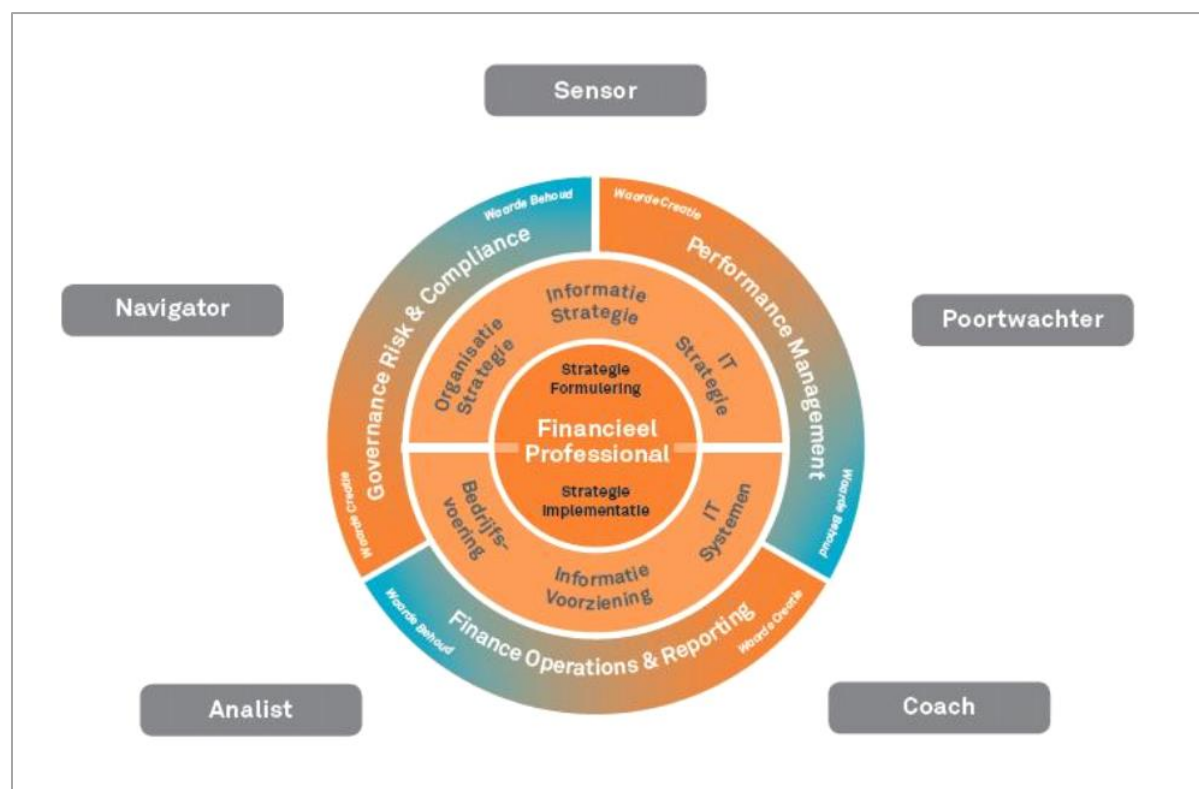 Sensor
Waarde Behoud
WaardeCreatie
Governance Risk & Compliance
Performance Management
Navigator
Poortwachter
Informatie
Strategie
Organisatie
Strategie
IT
Strategie
Strategie
Formulering
Financieel
Professional
Strategie
Implementatie
Waarde Creatie
Waarde Behoud
Bedrijfs-
voering
IT
Systemen
Informatie
Voorziening
Waarde Behoud
Finance Operations & Reporting
Waarde Creatie
Analist
Coach